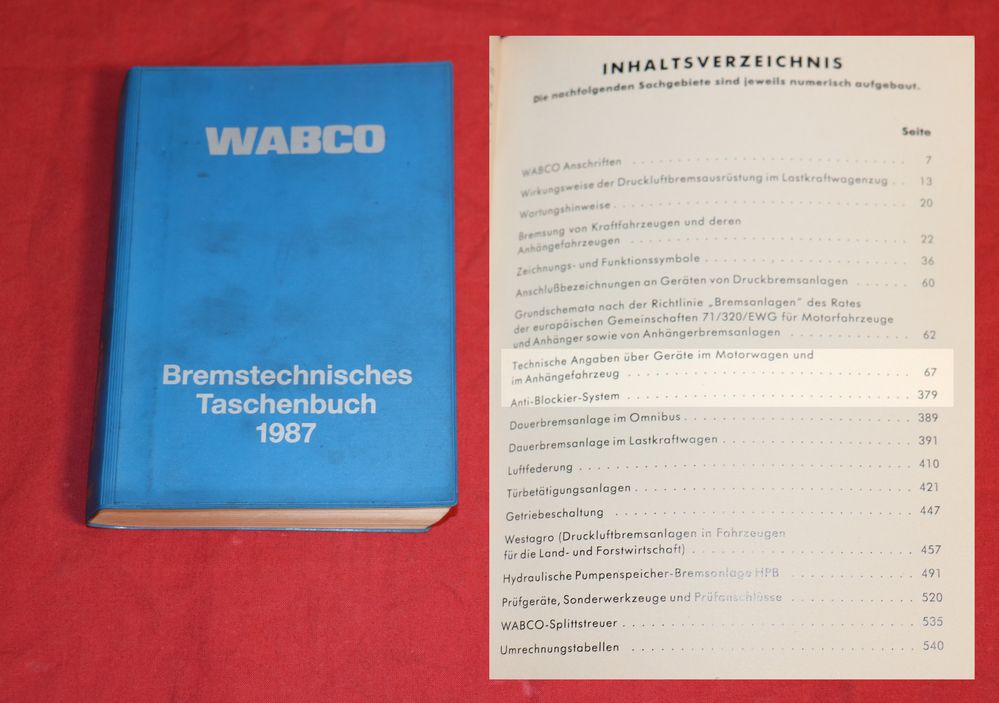 WABCO
Bremstechnisches
Taschenbuch
1987
INHALTSVERZEICHNIS
Die nachfolgenden Sachgebiete sind jeweils numerisch aufgebaut.
Seite
WABCO Anschriften . . . . . . . . . . . . . . . . . . . . . . . . 7
Wirkungsweise der Druckluftbremsausrüstung im Lastkraftwagenzug . . 13
Wartungshinweise . . . . . . . . . . . . . . . . . . . . . . . . 20
Bremsung von Kraftfahrzeugen und deren
Anhängefahrzeugen . . . . . . . . . . . . . . . . . . . . . . . . 22
Zeichnungs- und Funktionssymbole . . . . . . . . . . . . . . . . 36
Anschlußbezeichnungen an Geräten von Druckbremsanlagen . . . . . . 60
Grundschemata nach der Richtlinie „Bremsanlagen" des Rates
der europäischen Gemeinschaften 71/320/EWG für Motorfahrzeuge
und Anhänger sowie von Anhängerbremsanlagen . . . . . . . . . . 62
Technische Angaben über Geräte im Motorwagen und
im Anhängefahrzeug . . . . . . . . . . . . . . . . . . . . . . . 67
Anti-Blockier-System . . . . . . . . . . . . . . . . . . . . . . 379
Dauerbremsanlage im Omnibus . . . . . . . . . . . . . . . . . . 389
Dauerbremsanlage im Lastkraftwagen . . . . . . . . . . . . . . . 391
Luftfederung . . . . . . . . . . . . . . . . . . . . . . . . . . 410
Türbetätigungsanlagen . . . . . . . . . . . . . . . . . . . . . . 421
Getriebeschaltung . . . . . . . . . . . . . . . . . . . . . . . . 447
Westagro (Druckluftbremsanlagen in Fahrzeugen
für die Land- und Forstwirtschaft) . . . . . . . . . . . . . . . . 457
Hydraulische Pumpenspeicher-Bremsanlage HPB . . . . . . . . . . 491
Prüfgeräte, Sonderwerkzeuge und Prüfanschlüsse . . . . . . . . . 520
WABCO-Splittstreuer . . . . . . . . . . . . . . . . . . . . . . . 535
Umrechnungstabellen . . . . . . . . . . . . . . . . . . . . . . . 540